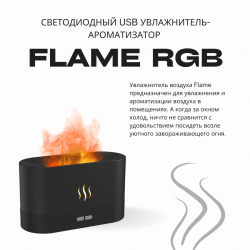 СВЕТОДИОДНЫЙ USB УВЛАЖНИТЕЛЬ-
АРОМАТИЗАТОР
FLAME RGB
Увлажнитель воздуха Flame
предназначен для увлажнения и
ароматизации воздуха в
помещениях. А когда за окном
холод, ничто не сравнится с
удовольствием посидеть возле
уютного завораживающего огня.